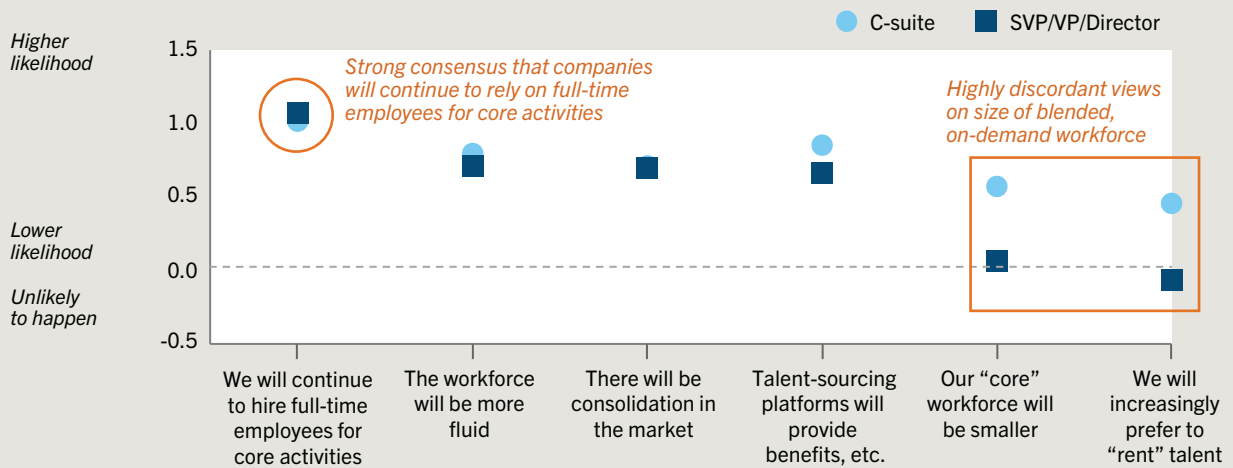 C-suite
SVP/VP/Director
Higher
likelihood
Lower
likelihood
Unlikely
to happen
1.5
1.0
0.5
0.0
-0.5
Strong consensus that companies
will continue to rely on full-time
employees for core activities
Highly discordant views
on size of blended,
on-demand workforce
We will continue
to hire full-time
employees for
core activities
The workforce
will be more
fluid
There will be
consolidation in
the market
Talent-sourcing
platforms will
provide
benefits, etc.
Our “core”
workforce will
be smaller
We will
increasingly
prefer to
“rent” talent